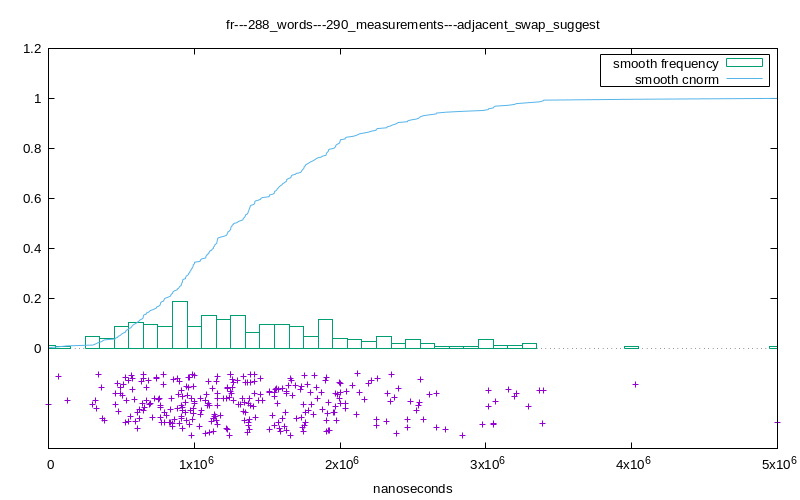 fr---288_words---290_measurements---adjacent_swap_suggest
1.2
1
0.8
0.6
0.4
0.2
0
smooth frequency
smooth cnorm
0 1x10^6 2x10^6 3x10^6 4x10^6 5x10^6
nanoseconds